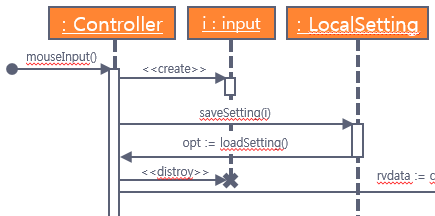 : Controller
i : input
: LocalSetting
mouseInput()
<<create>>
saveSetting(i)
opt := loadSetting()
<<distroy>>
rvdata :=